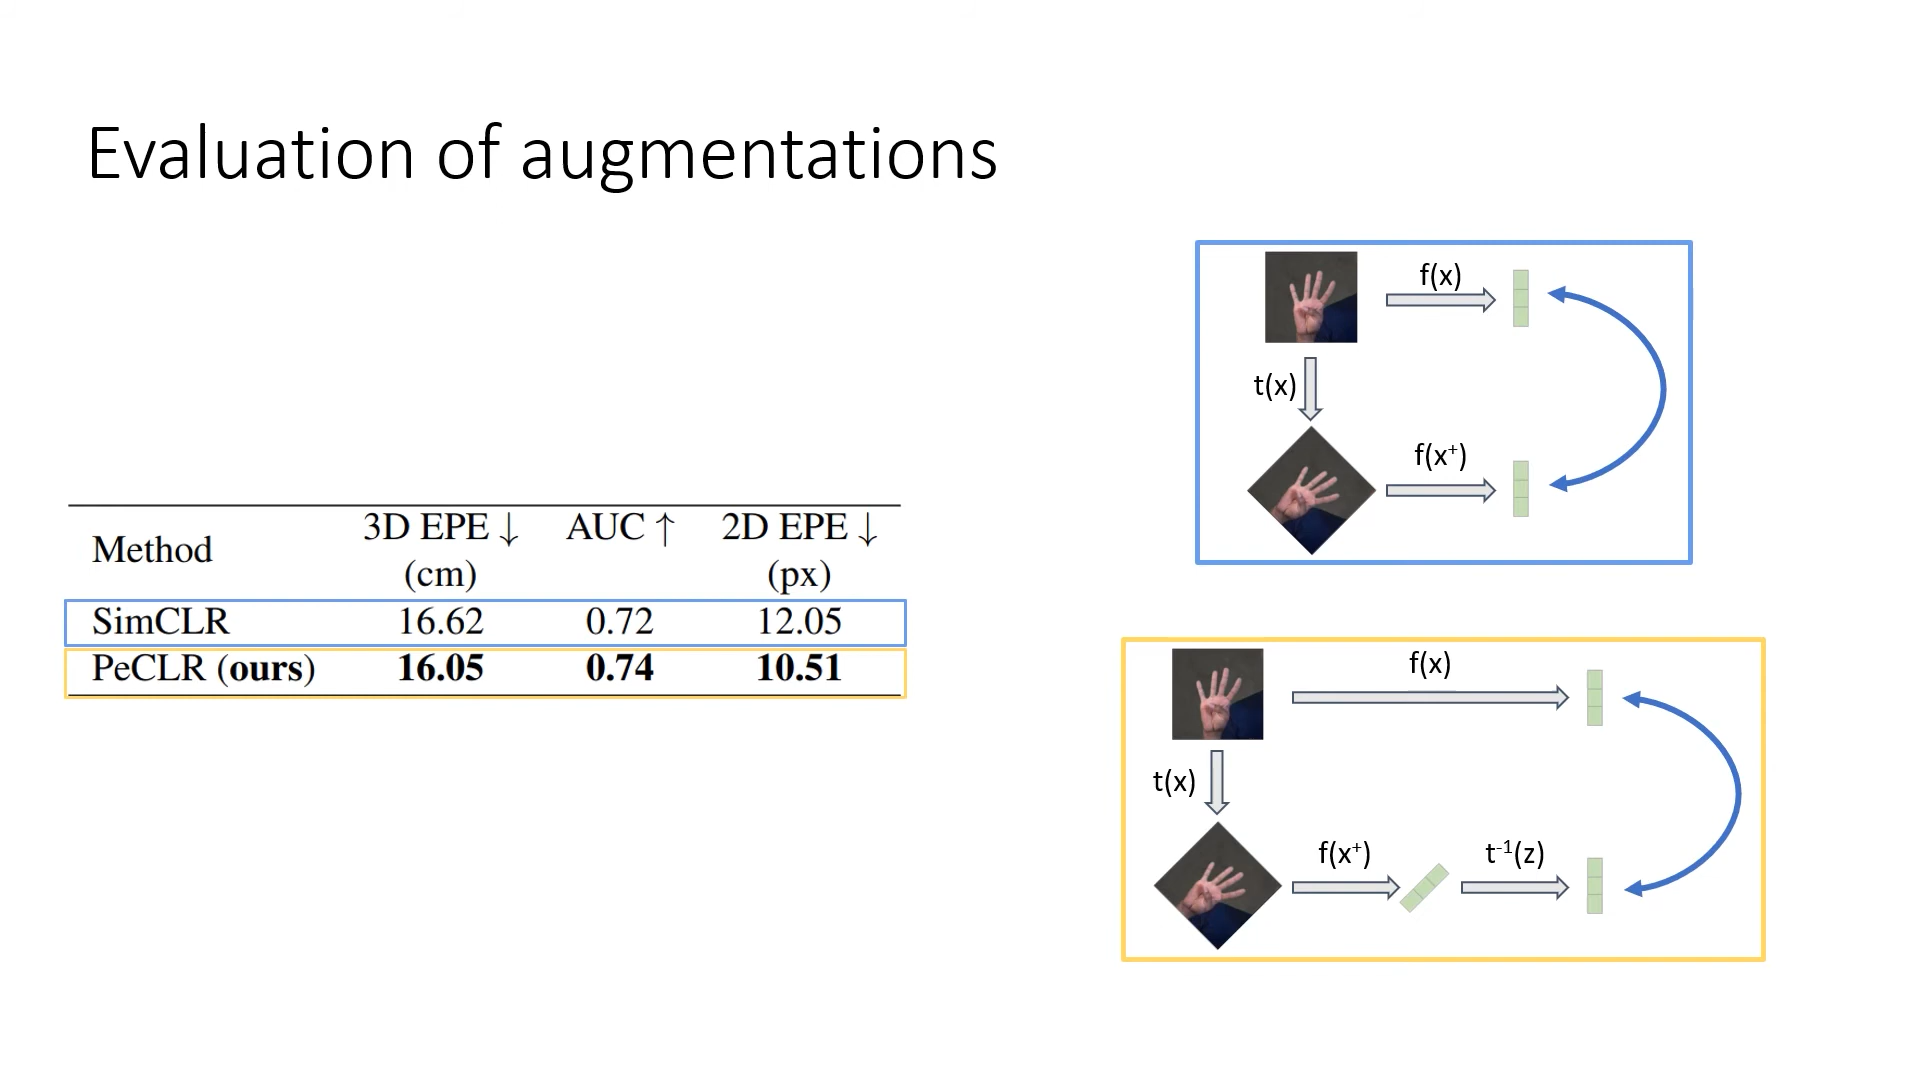 Evaluation of augmentations
Method 3D EPE ↓ (cm) AUC ↑ 2D EPE ↓ (px)
SimCLR 16.62 0.72 12.05
PeCLR (ours) 16.05 0.74 10.51
f(x)
t(x)
f(x⁺)
f(x)
t(x)
f(x⁺) t⁻¹(z)